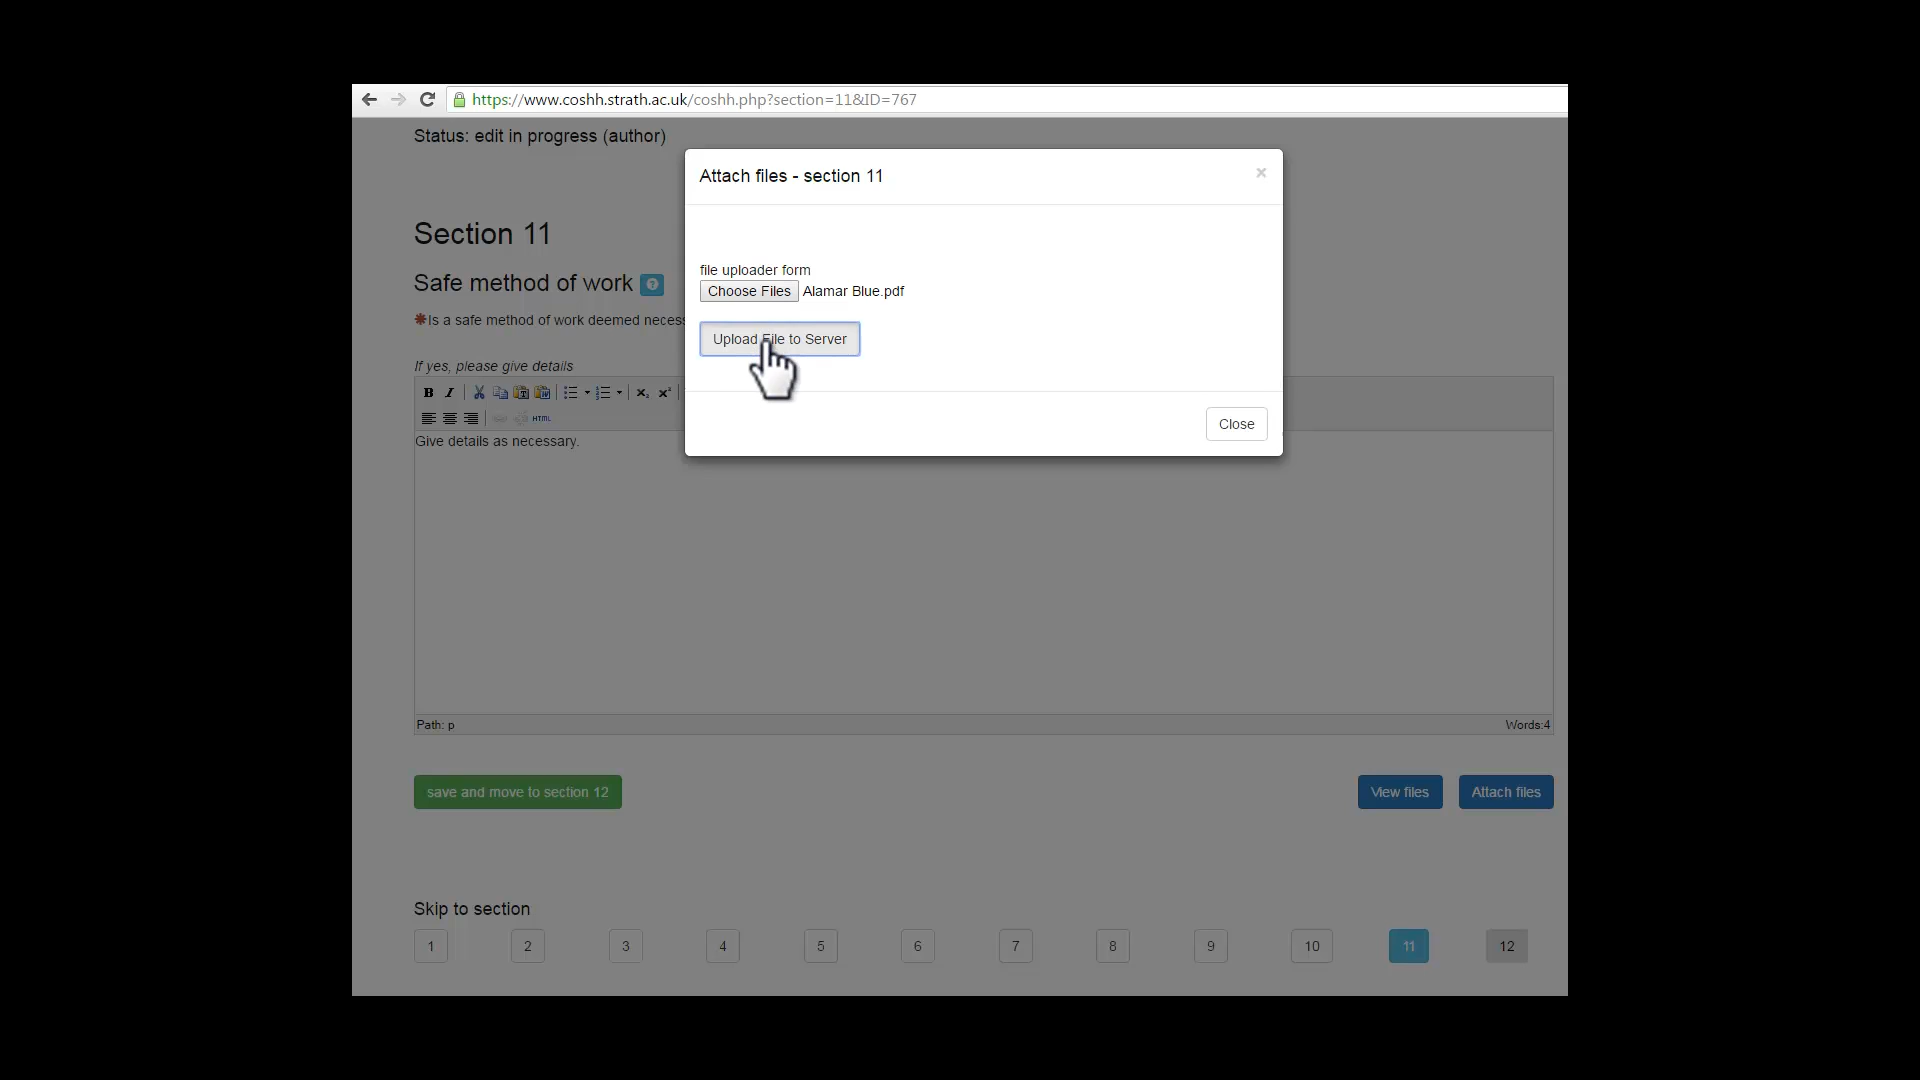 https://www.coshh.strath.ac.uk/coshh.php?section=11&ID=767
Status: edit in progress (author)
Attach files - section 11
×
Section 11
Safe method of work
Is a safe method of work deemed necess
file uploader form
Choose Files Alamar Blue.pdf
Upload File to Server
Close
If yes, please give details
B I
HTML
Give details as necessary.
Path: p
Words:4
save and move to section 12
View files
Attach files
Skip to section
1 2 3 4 5 6 7 8 9 10 11 12